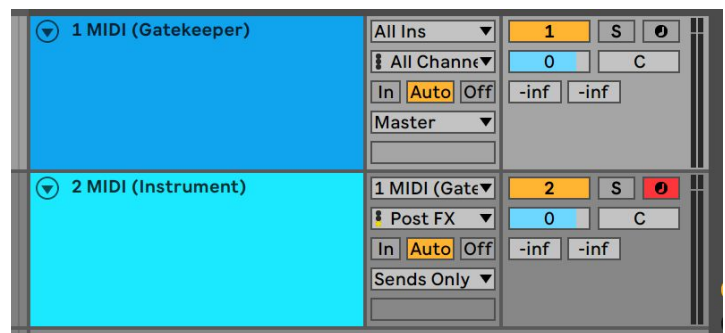 1 MIDI (Gatekeeper)
All Ins
1
S
All Channe
0
C
In
Auto
Off
-inf
-inf
Master
2 MIDI (Instrument)
1 MIDI (Gate
2
S
Post FX
0
C
In
Auto
Off
-inf
-inf
Sends Only